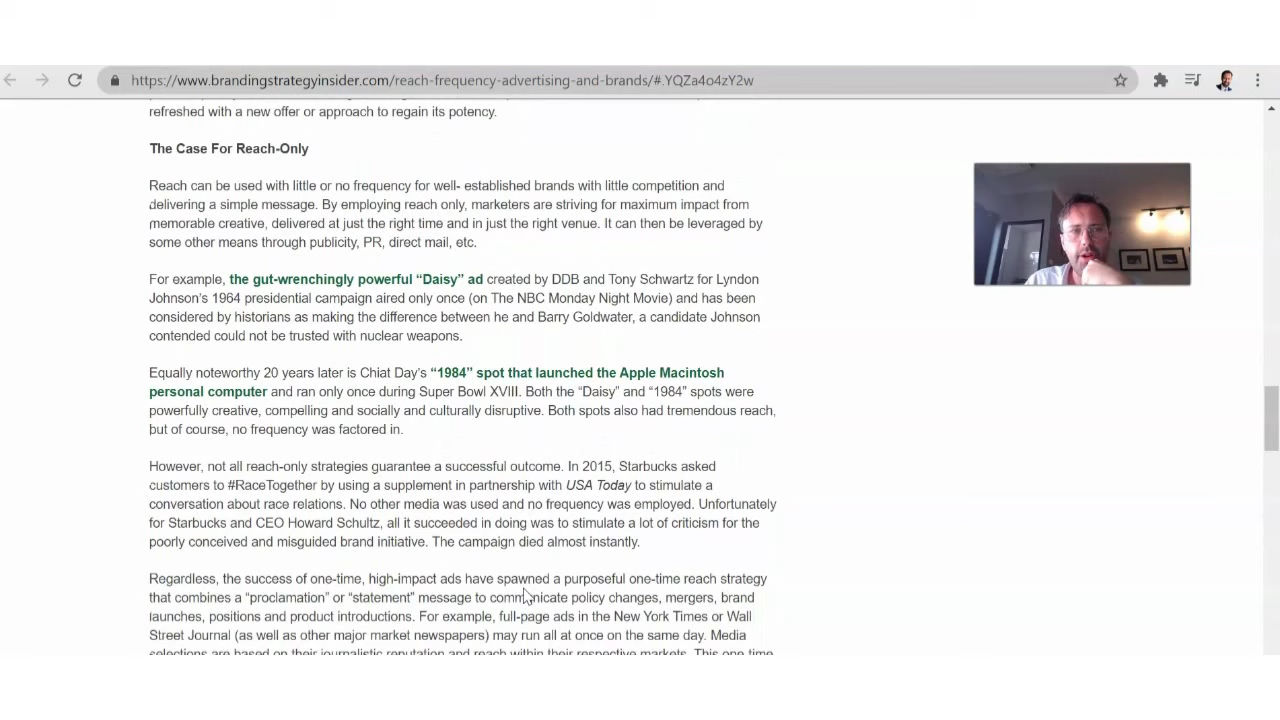 https://www.brandingstrategyinsider.com/reach-frequency-advertising-and-brands/#.YQZa4o4zY2w
refreshed with a new offer or approach to regain its potency.
The Case For Reach-Only
Reach can be used with little or no frequency for well- established brands with little competition and
delivering a simple message. By employing reach only, marketers are striving for maximum impact from
memorable creative, delivered at just the right time and in just the right venue. It can then be leveraged by
some other means through publicity, PR, direct mail, etc.
For example, the gut-wrenchingly powerful “Daisy” ad created by DDB and Tony Schwartz for Lyndon
Johnson’s 1964 presidential campaign aired only once (on The NBC Monday Night Movie) and has been
considered by historians as making the difference between he and Barry Goldwater, a candidate Johnson
contended could not be trusted with nuclear weapons.
Equally noteworthy 20 years later is Chiat Day’s “1984” spot that launched the Apple Macintosh
personal computer and ran only once during Super Bowl XVIII. Both the “Daisy” and “1984” spots were
powerfully creative, compelling and socially and culturally disruptive. Both spots also had tremendous reach,
but of course, no frequency was factored in.
However, not all reach-only strategies guarantee a successful outcome. In 2015, Starbucks asked
customers to #RaceTogether by using a supplement in partnership with USA Today to stimulate a
conversation about race relations. No other media was used and no frequency was employed. Unfortunately
for Starbucks and CEO Howard Schultz, all it succeeded in doing was to stimulate a lot of criticism for the
poorly conceived and misguided brand initiative. The campaign died almost instantly.
Regardless, the success of one-time, high-impact ads have spawned a purposeful one-time reach strategy
that combines a “proclamation” or “statement” message to communicate policy changes, mergers, brand
launches, positions and product introductions. For example, full-page ads in the New York Times or Wall
Street Journal (as well as other major market newspapers) may run all at once on the same day. Media
selections are based on their journalistic reputation and reach within their respective markets. This one-time